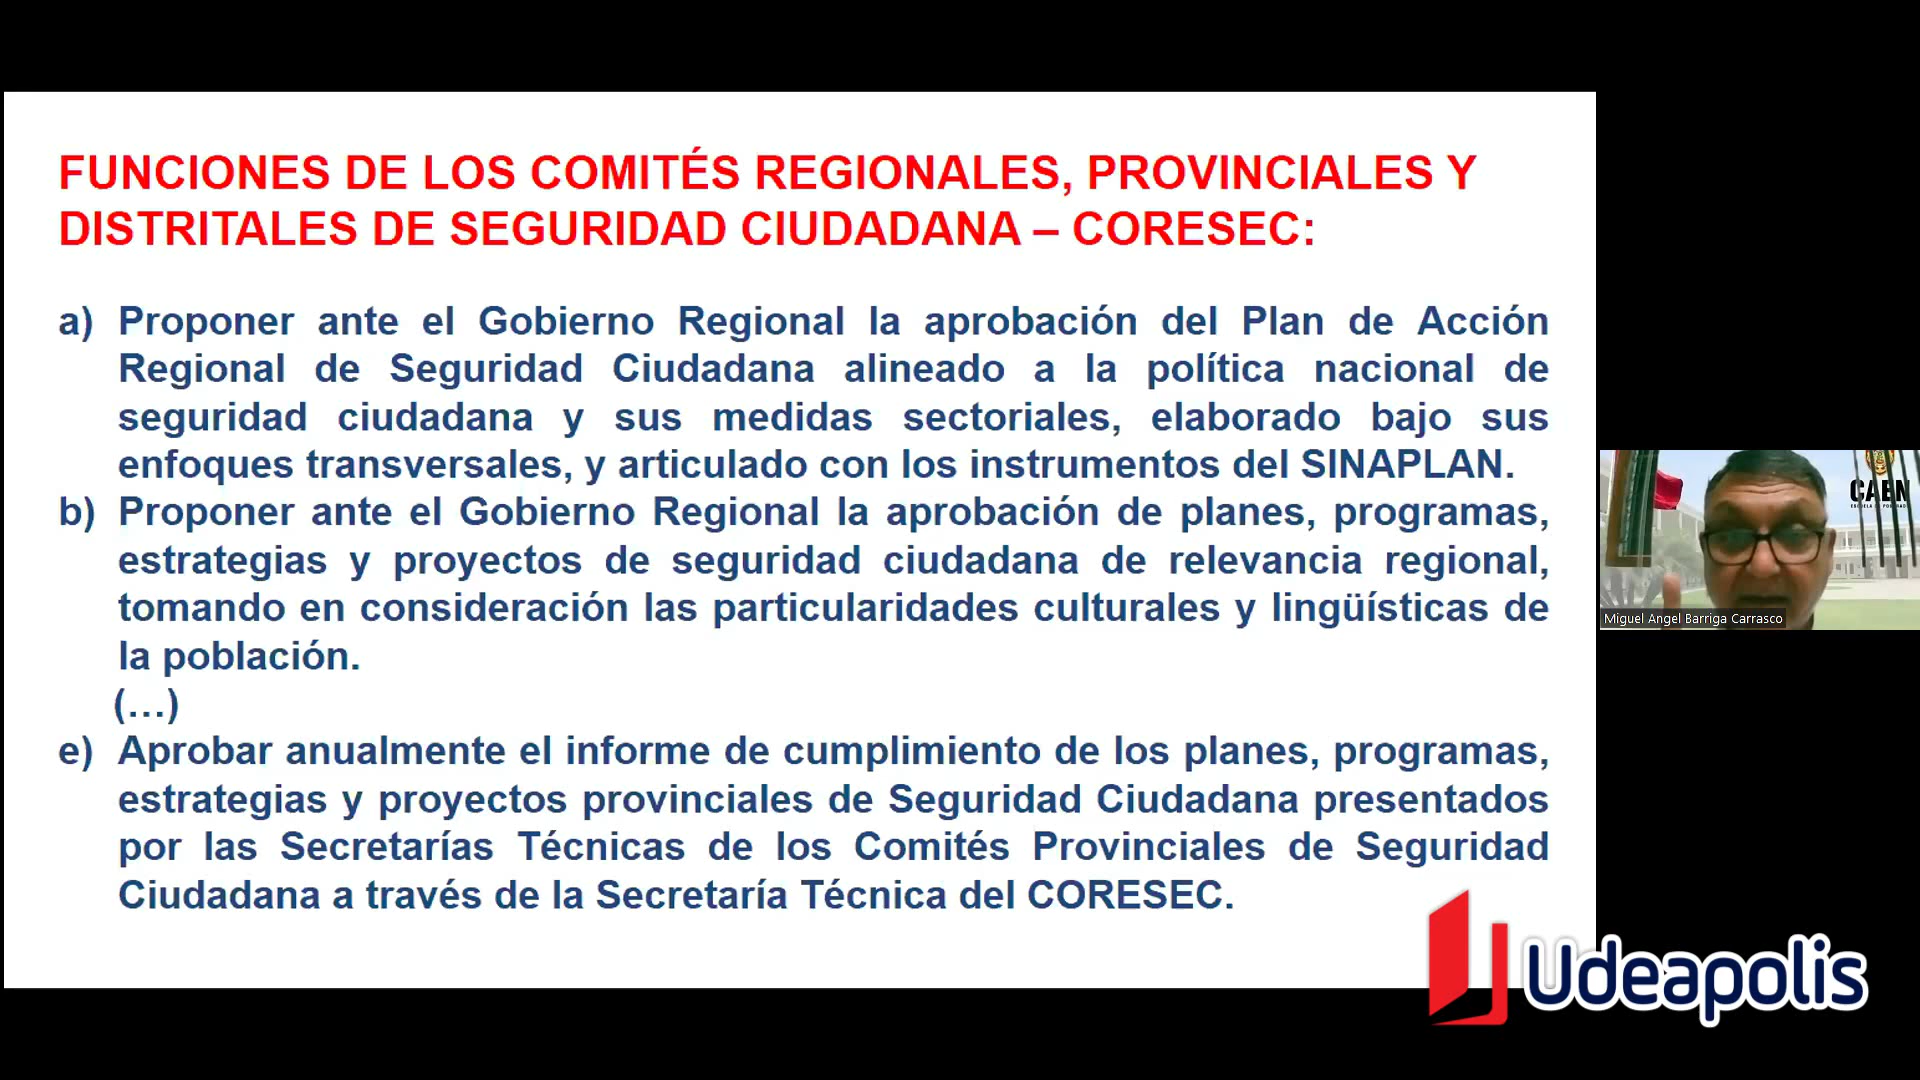 FUNCIONES DE LOS COMITÉS REGIONALES, PROVINCIALES Y
DISTRITALES DE SEGURIDAD CIUDADANA – CORESEC:
a) Proponer ante el Gobierno Regional la aprobación del Plan de Acción
Regional de Seguridad Ciudadana alineado a la política nacional de
seguridad ciudadana y sus medidas sectoriales, elaborado bajo sus
enfoques transversales, y articulado con los instrumentos del SINAPLAN.
b) Proponer ante el Gobierno Regional la aprobación de planes, programas,
estrategias y proyectos de seguridad ciudadana de relevancia regional,
tomando en consideración las particularidades culturales y lingüísticas de
la población.
(…)
e) Aprobar anualmente el informe de cumplimiento de los planes, programas,
estrategias y proyectos provinciales de Seguridad Ciudadana presentados
por las Secretarías Técnicas de los Comités Provinciales de Seguridad
Ciudadana a través de la Secretaría Técnica del CORESEC.
CAEN
Miguel Angel Barriga Carrasco
Udeapolis